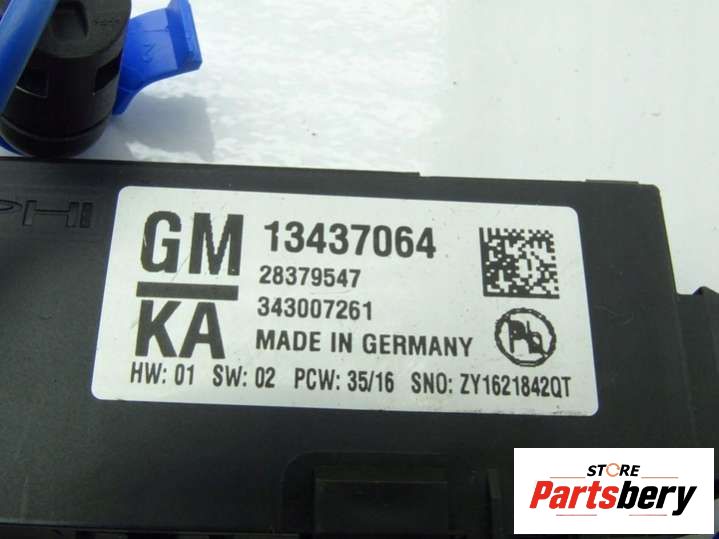 GM 13437064
28379547
343007261
KA MADE IN GERMANY
Pb
HW: 01 SW: 02 PCW: 35/16 SNO: ZY1621842QT
STORE
Partsbery